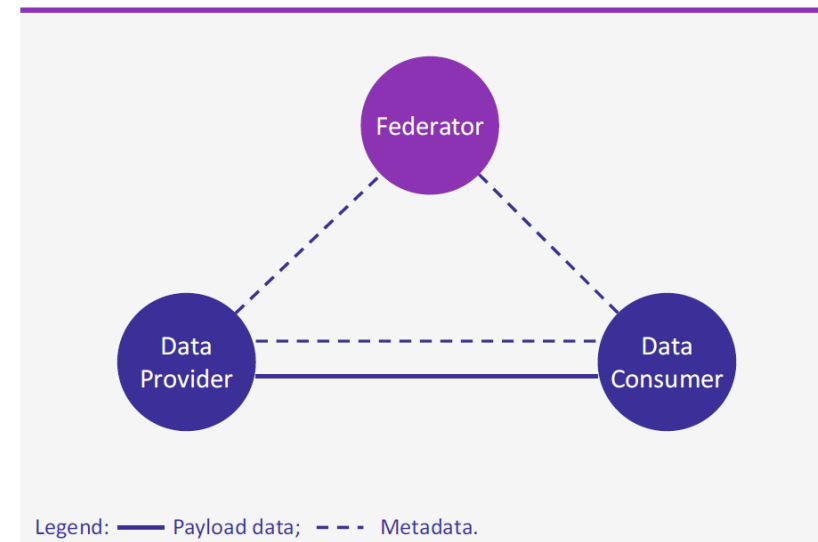 Federator
Data
Provider
Data
Consumer
Legend: Payload data; Metadata.